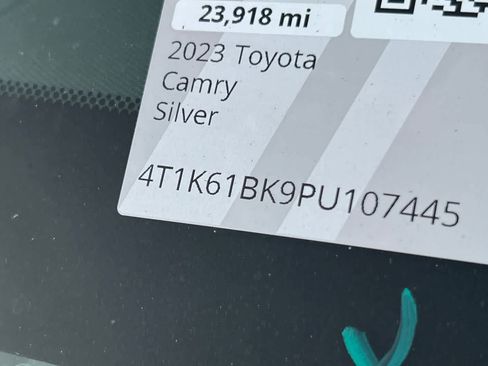 23,918 mi
2023 Toyota
Camry
Silver
4T1K61BK9PU107445